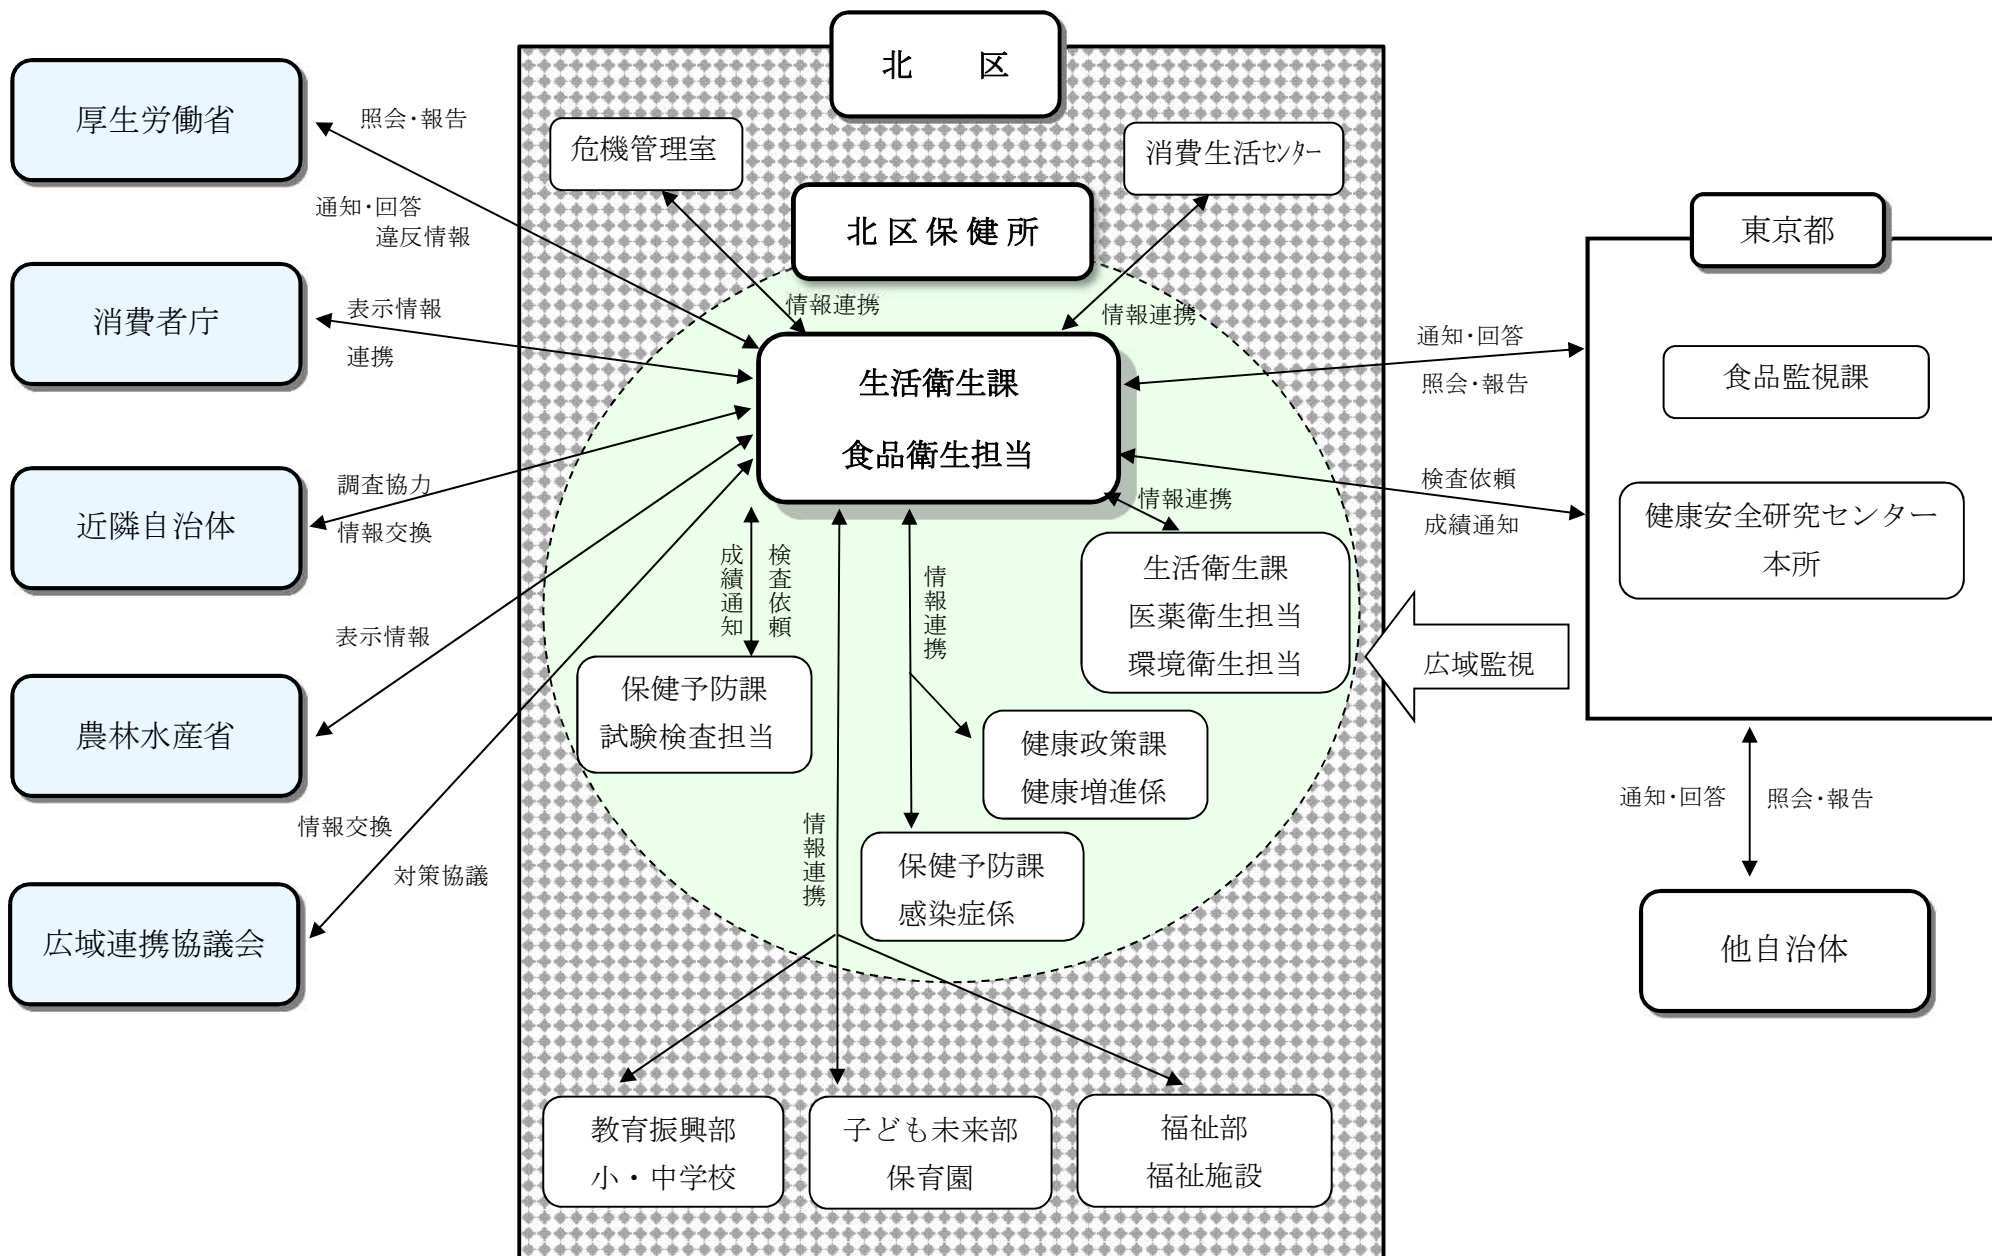 北　区
厚生労働省
照会・報告
通知・回答
違反情報
消費者庁
表示情報
連携
近隣自治体
調査協力
情報交換
農林水産省
表示情報
広域連携協議会
情報交換
対策協議
危機管理室
消費生活センター
北区保健所
情報連携
情報連携
生活衛生課
食品衛生担当
情報連携
生活衛生課
医薬衛生担当
環境衛生担当
検査依頼
成績通知
保健予防課
試験検査担当
情報連携
健康政策課
健康増進係
保健予防課
感染症係
情報連携
教育振興部
小・中学校
子ども未来部
保育園
福祉部
福祉施設
東京都
通知・回答
照会・報告
食品監視課
検査依頼
成績通知
健康安全研究センター
本所
広域監視
通知・回答
照会・報告
他自治体